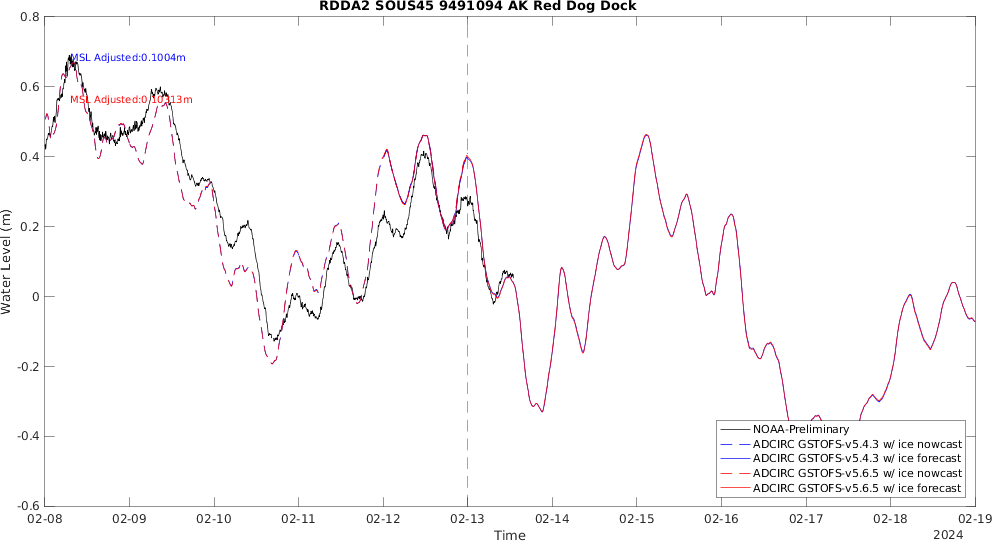 RDDA2 SOUS45 9491094 AK Red Dog Dock
0.8
0.6
0.4
0.2
0
-0.2
-0.4
-0.6
Water Level (m)
MSL Adjusted:0.1004m
MSL Adjusted:0.10313m
NOAA-Preliminary
ADCIRC GSTOFS-v5.4.3 w/ ice nowcast
ADCIRC GSTOFS-v5.4.3 w/ ice forecast
ADCIRC GSTOFS-v5.6.5 w/ ice nowcast
ADCIRC GSTOFS-v5.6.5 w/ ice forecast
02-08 02-09 02-10 02-11 02-12 02-13 02-14 02-15 02-16 02-17 02-18 02-19
Time
2024